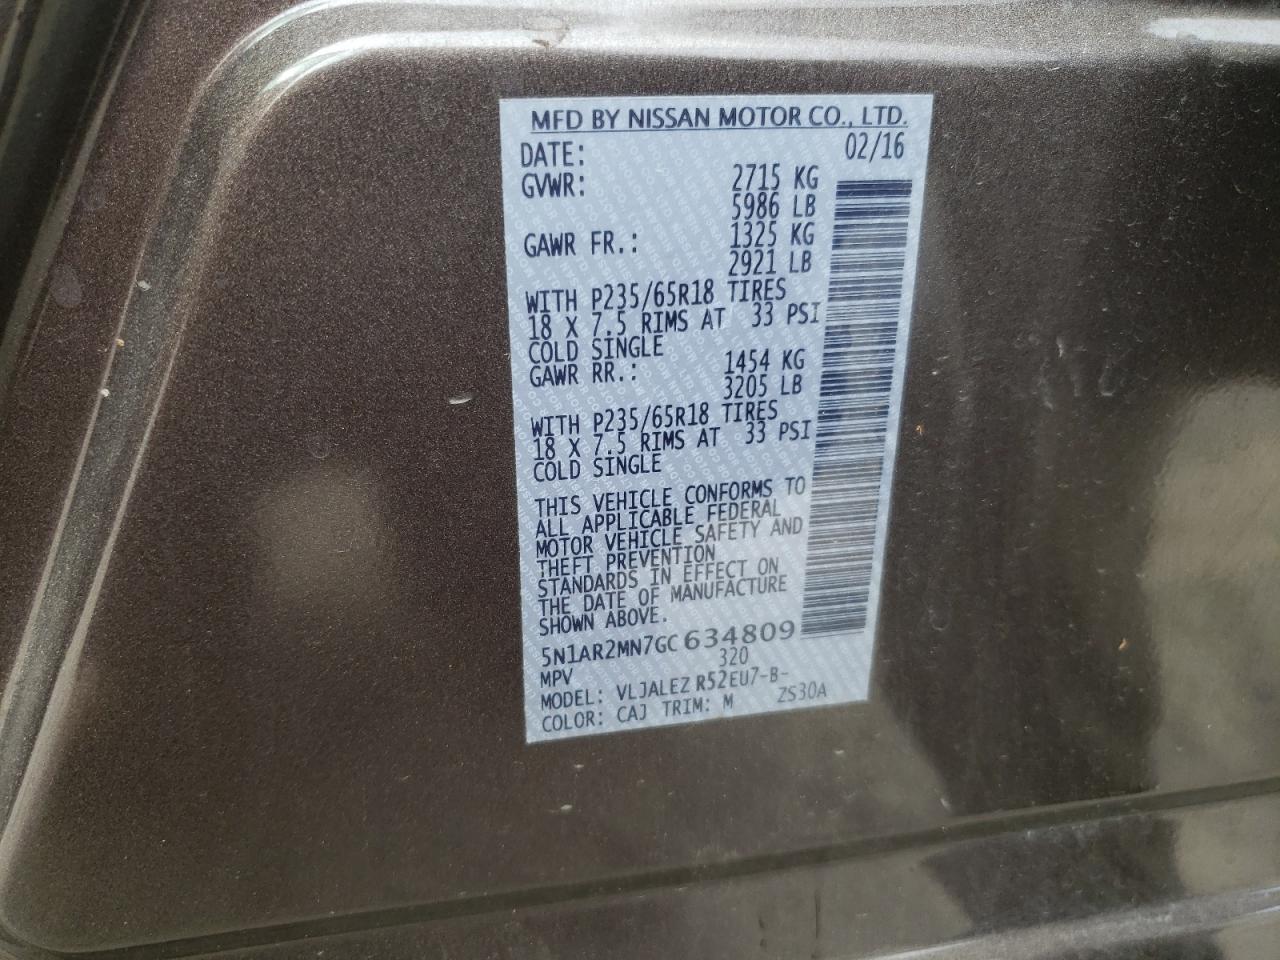 MFD BY NISSAN MOTOR CO., LTD.
DATE: 02/16
GVWR: 2715 KG
5986 LB
GAWR FR.: 1325 KG
2921 LB
WITH P235/65R18 TIRES
18 X 7.5 RIMS AT 33 PSI
COLD SINGLE
GAWR RR.: 1454 KG
3205 LB
WITH P235/65R18 TIRES
18 X 7.5 RIMS AT 33 PSI
COLD SINGLE
THIS VEHICLE CONFORMS TO
ALL APPLICABLE FEDERAL
MOTOR VEHICLE SAFETY AND
THEFT PREVENTION
STANDARDS IN EFFECT ON
THE DATE OF MANUFACTURE
SHOWN ABOVE.
5N1AR2MN7GC634809
MPV 320
MODEL: VLJALEZ R52EU7-B-
COLOR: CAJ TRIM: M ZS30A